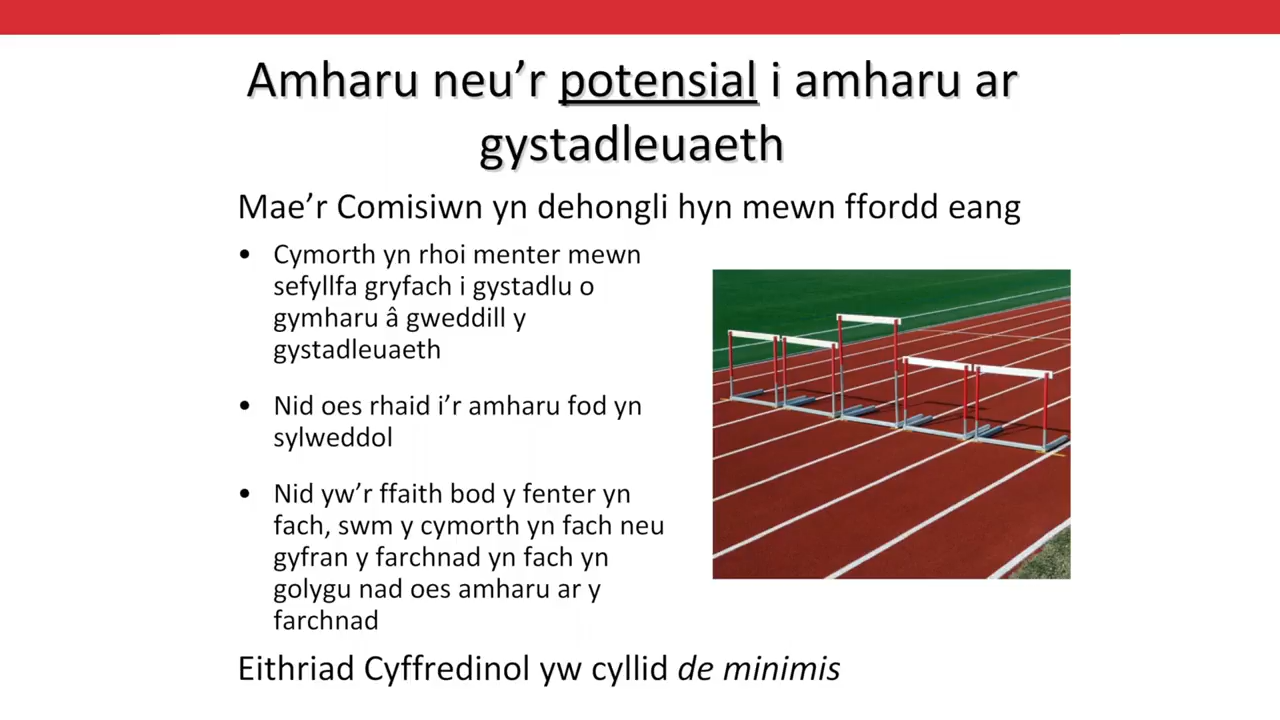 Amharu neu’r potensial i amharu ar
gystadleuaeth
Mae’r Comisiwn yn dehongli hyn mewn ffordd eang
• Cymorth yn rhoi menter mewn
sefyllfa gryfach i gystadlu o
gymharu â gweddill y
gystadleuaeth
• Nid oes rhaid i’r amharu fod yn
sylweddol
• Nid yw’r ffaith bod y fenter yn
fach, swm y cymorth yn fach neu
gyfran y farchnad yn fach yn
golygu nad oes amharu ar y
farchnad
Eithriad Cyffredinol yw cyllid de minimis